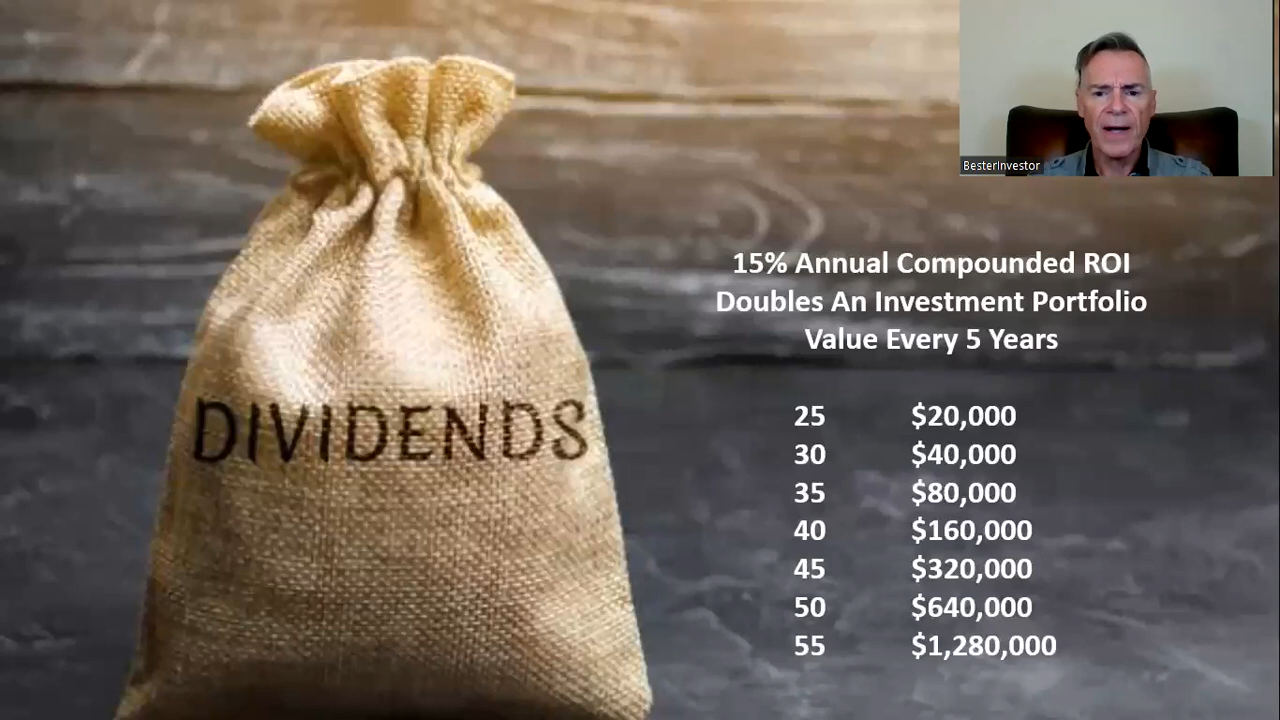 BesterInvestor
DIVIDENDS
15% Annual Compounded ROI
Doubles An Investment Portfolio
Value Every 5 Years
25 $20,000
30 $40,000
35 $80,000
40 $160,000
45 $320,000
50 $640,000
55 $1,280,000